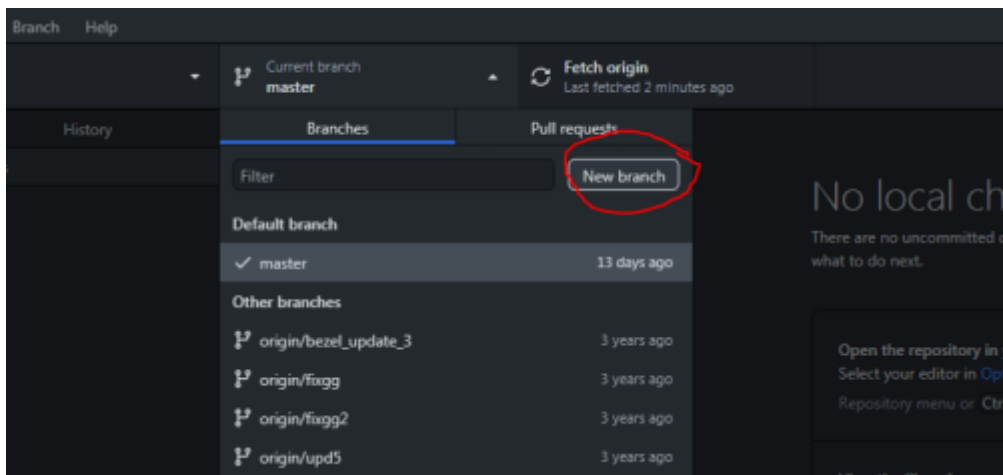 Branch Help
Current branch
master
Fetch origin
Last fetched 2 minutes ago
History
Branches
Pull requests
Filter
New branch
Default branch
master
13 days ago
Other branches
origin/bezel_update_3
3 years ago
origin/fixgg
3 years ago
origin/fixgg2
3 years ago
origin/upd5
3 years ago
No local ch
There are no uncommitted
what to do next.
Open the repository in
Select your editor in Op
Repository menu or Ctr